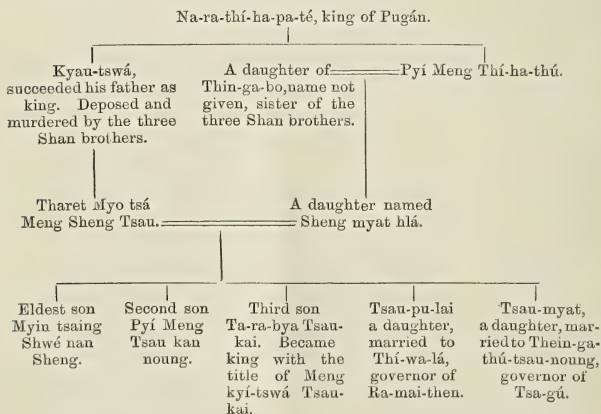 Na-ra-thí-ha-pa-té, king of Pugán.
Kyau-tswá,
succeeded his father as
king. Deposed and
murdered by the three
Shan brothers.
A daughter of
Thin-ga-bo, name not
given, sister of the
three Shan brothers.
Pyí Meng Thí-ha-thú.
Tharet Myo tsá
Meng Sheng Tsau.
A daughter named
Sheng myat hlá.
Eldest son
Myin tsaing
Shwé nan
Sheng.
Second son
Pyí Meng
Tsau kan
noung.
Third son
Ta-ra-bya Tsau-
kai. Became
king with the
title of Meng
kyí-tswá Tsau-
kai.
Tsau-pu-lai
a daughter,
married to
Thí-wa-lá,
governor of
Ra-mai-then.
Tsau-myat,
a daughter, mar-
ried to Thein-ga-
thú-tsau-noung,
governor of
Tsa-gú.